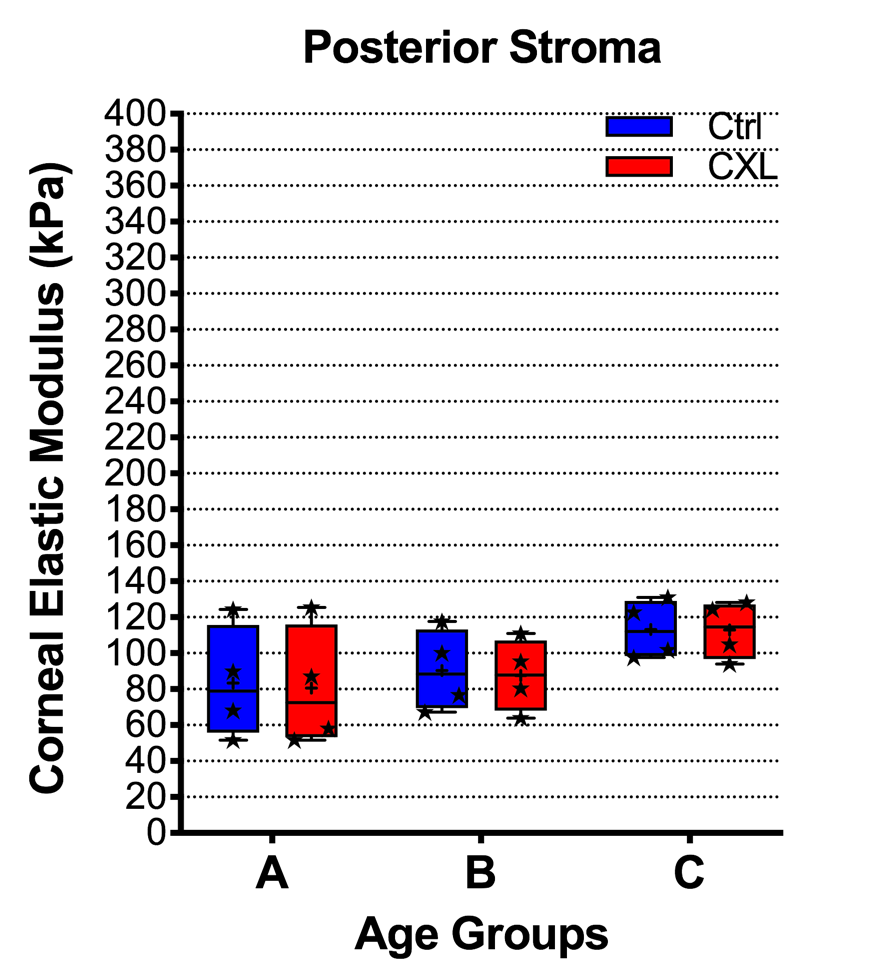 Posterior Stroma
Corneal Elastic Modulus (kPa)
400
380
360
340
320
300
280
260
240
220
200
180
160
140
120
100
80
60
40
20
0
Ctrl
CXL
A
B
C
Age Groups